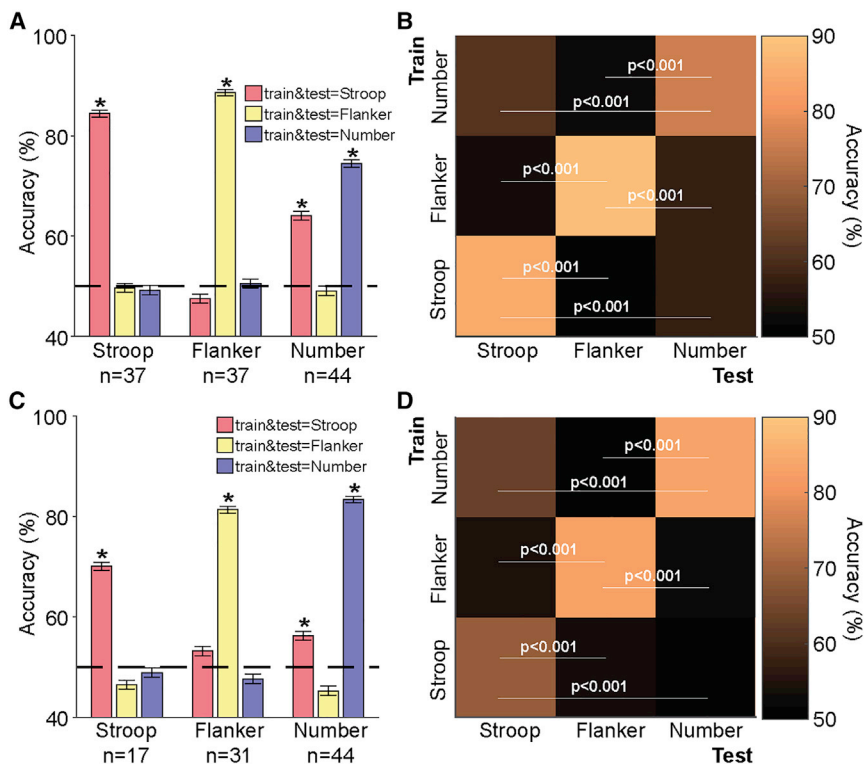 A
100
80
60
40
Accuracy (%)
*
*
*
*
train&test=Stroop
train&test=Flanker
train&test=Number
Stroop
Flanker
Number
n=37
n=37
n=44
B
Train
Number
Flanker
Stroop
p<0.001
p<0.001
p<0.001
p<0.001
p<0.001
p<0.001
Stroop
Flanker
Number
Test
90
80
70
60
50
Accuracy (%)
C
100
80
60
40
Accuracy (%)
*
*
*
*
train&test=Stroop
train&test=Flanker
train&test=Number
Stroop
Flanker
Number
n=17
n=31
n=44
D
Train
Number
Flanker
Stroop
p<0.001
p<0.001
p<0.001
p<0.001
p<0.001
p<0.001
Stroop
Flanker
Number
Test
90
80
70
60
50
Accuracy (%)